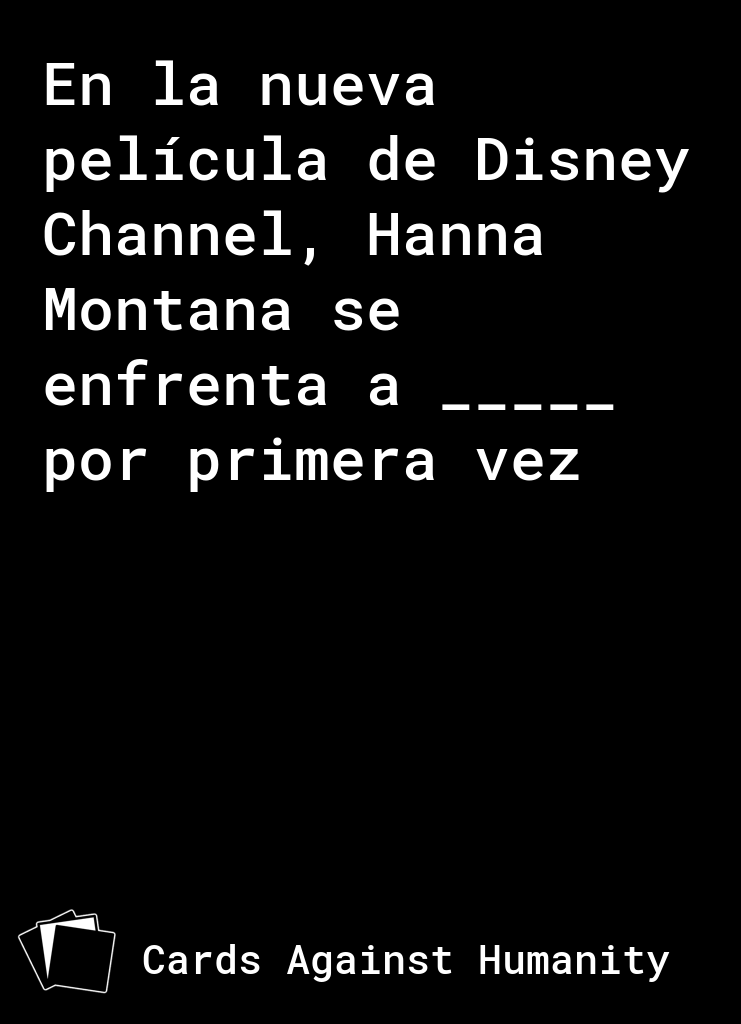 En la nueva
película de Disney
Channel, Hanna
Montana se
enfrenta a _____
por primera vez
Cards Against Humanity